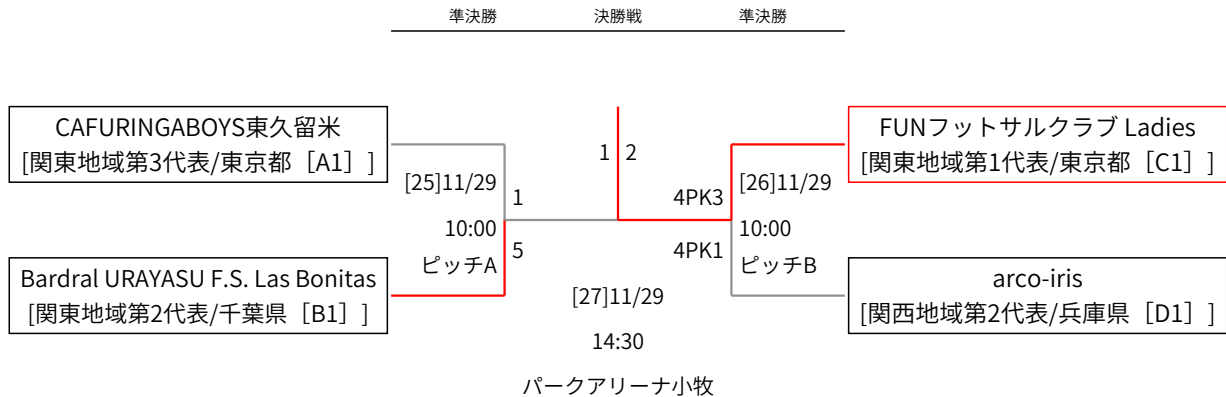 準決勝 決勝戦 準決勝
CAFURINGABOYS東久留米
[関東地域第3代表/東京都［A1］]
FUNフットサルクラブ Ladies
[関東地域第1代表/東京都［C1］]
1 2
[25]11/29
1
4PK3
[26]11/29
10:00
5
ピッチA
4PK1
10:00
ピッチB
Bardral URAYASU F.S. Las Bonitas
[関東地域第2代表/千葉県［B1］]
arco-iris
[関西地域第2代表/兵庫県［D1］]
[27]11/29
14:30
パークアリーナ小牧